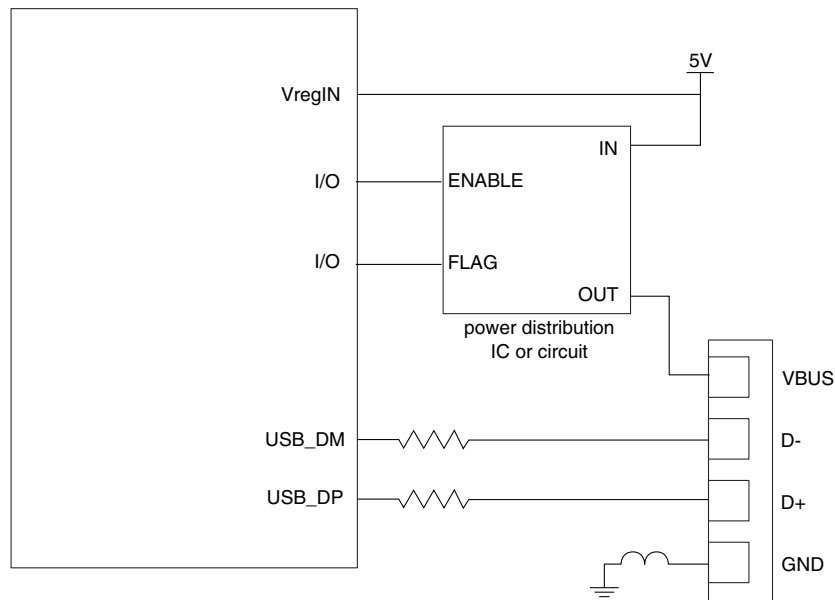 5V
VregIN
IN
I/O
ENABLE
I/O
FLAG
OUT
power distribution
IC or circuit
VBUS
USB_DM
D-
USB_DP
D+
GND